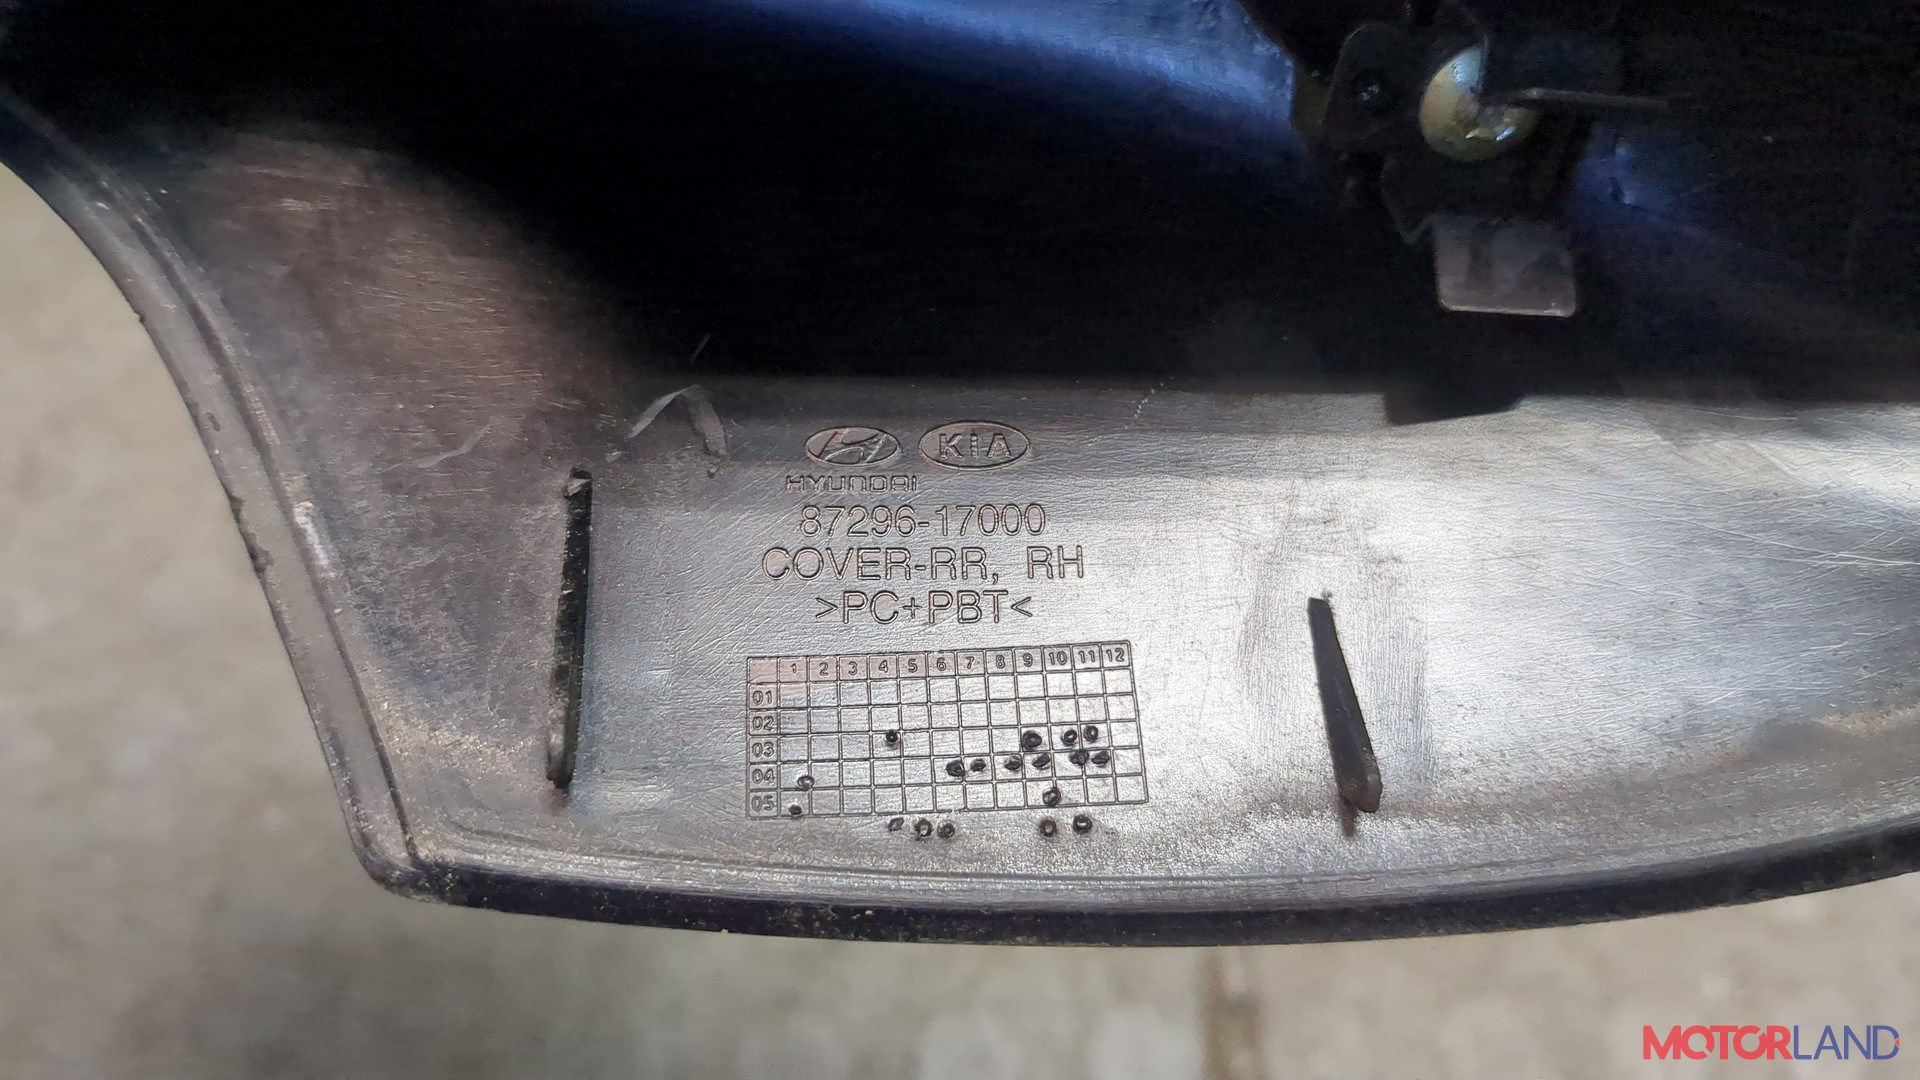 KIA
HYUNDAI
87296-17000
COVER-RR, RH
>PC+PBT<
1 2 3 4 5 6 7 8 9 10 11 12
01
02
03
04
05
MOTORLAND